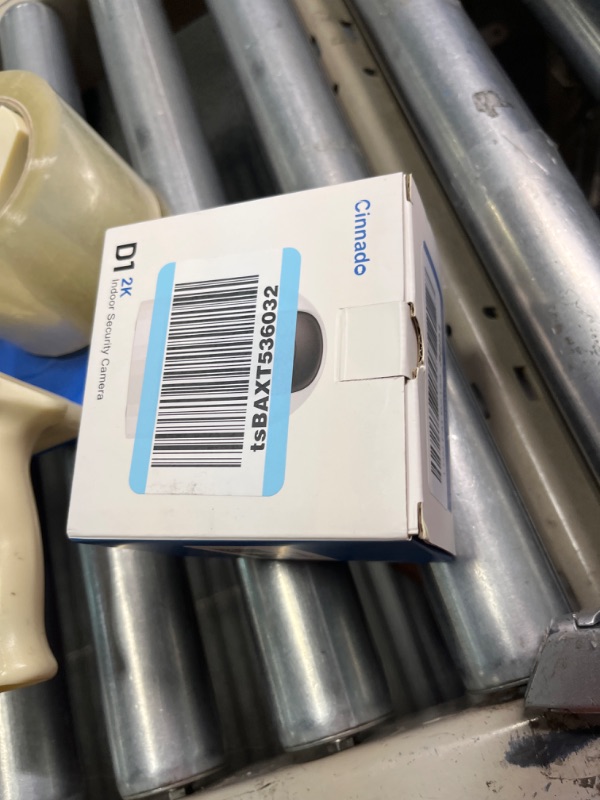 Cinnado
tsBAXT536032
D1 2K
Indoor Security Camera